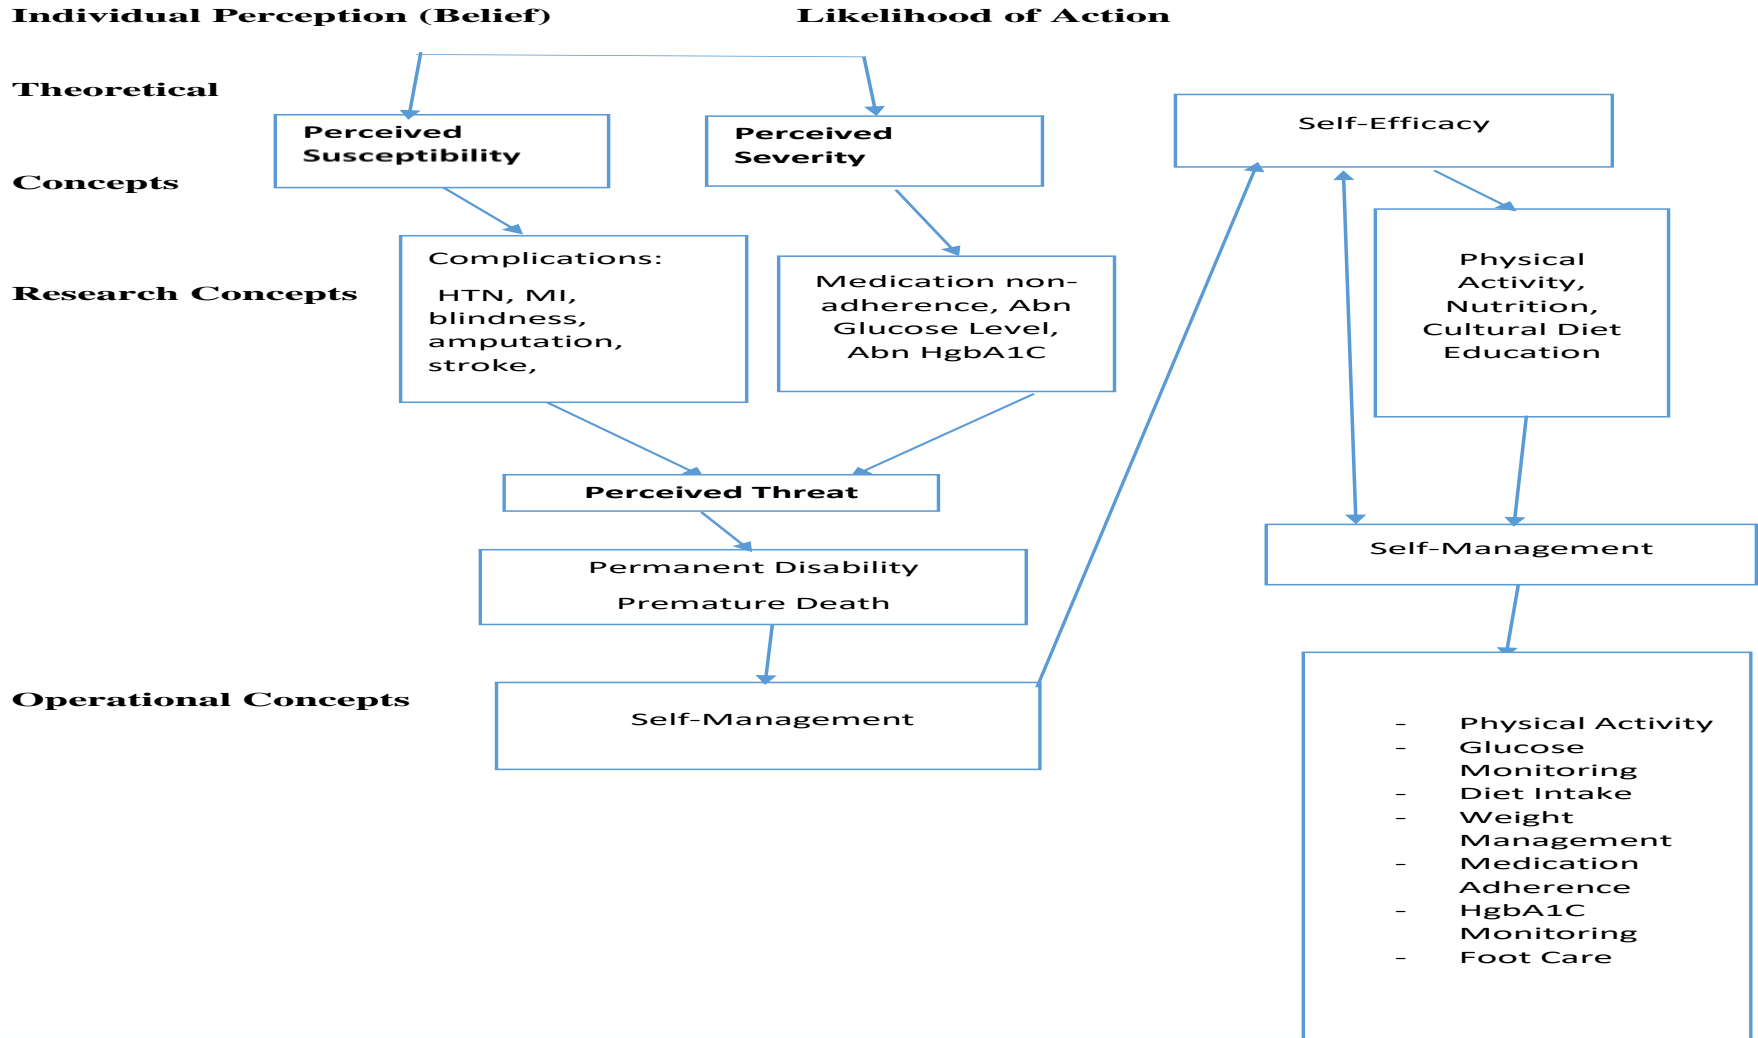 Individual Perception (Belief)
Likelihood of Action
Theoretical
Concepts
Research Concepts
Operational Concepts
Perceived
Susceptibility
Perceived
Severity
Complications:
HTN, MI,
blindness,
amputation,
stroke,
Medication non-
adherence, Abn
Glucose Level,
Abn HgbA1C
Perceived Threat
Permanent Disability
Premature Death
Self-Management
Self-Efficacy
Physical
Activity,
Nutrition,
Cultural Diet
Education
Self-Management
- Physical Activity
- Glucose
Monitoring
- Diet Intake
- Weight
Management
- Medication
Adherence
- HgbA1C
Monitoring
- Foot Care